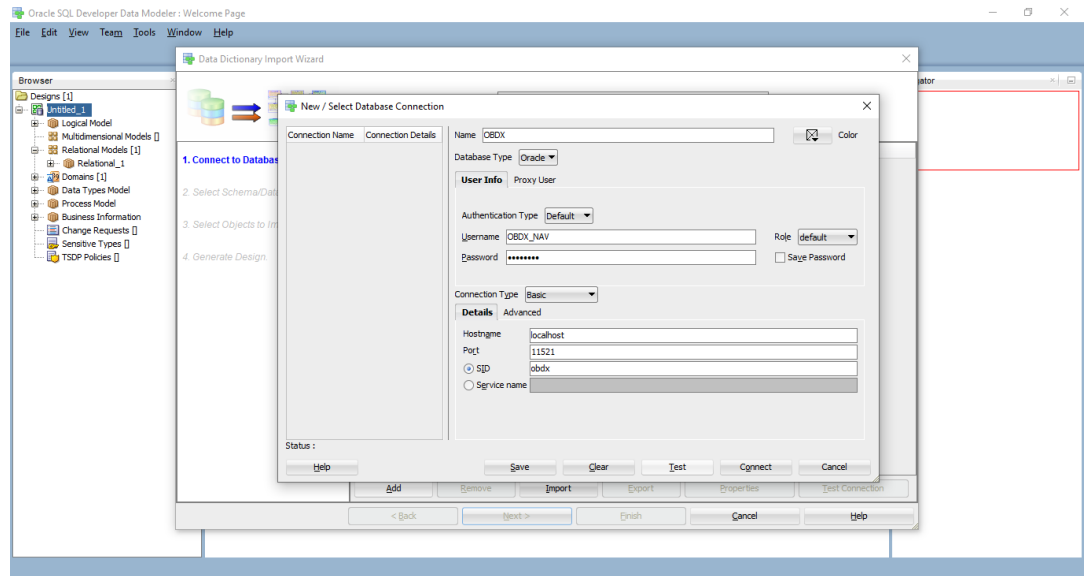 Oracle SQL Developer Data Modeler : Welcome Page
File Edit View Team Tools Window Help
Data Dictionary Import Wizard
Browser
Designs [1]
Untitled_1
Logical Model
Multidimensional Models []
Relational Models [1]
Relational_1
Domains [1]
Data Types Model
Process Model
Business Information
Change Requests []
Sensitive Types []
TSDP Policies []
1. Connect to Databas
2. Select Schema/Dat
3. Select Objects to Im
4. Generate Design
New / Select Database Connection
Connection Name Connection Details
Name OBDX Color
Database Type Oracle
User Info Proxy User
Authentication Type Default
Username OBDX_NAV Role default
Password •••••••• Save Password
Connection Type Basic
Details Advanced
Hostname localhost
Port 11521
SID obdx
Service name
Status :
Help Save Clear Test Connect Cancel
Add Remove Import Export Properties Test Connection
< Back Next > Finish Cancel Help
ator